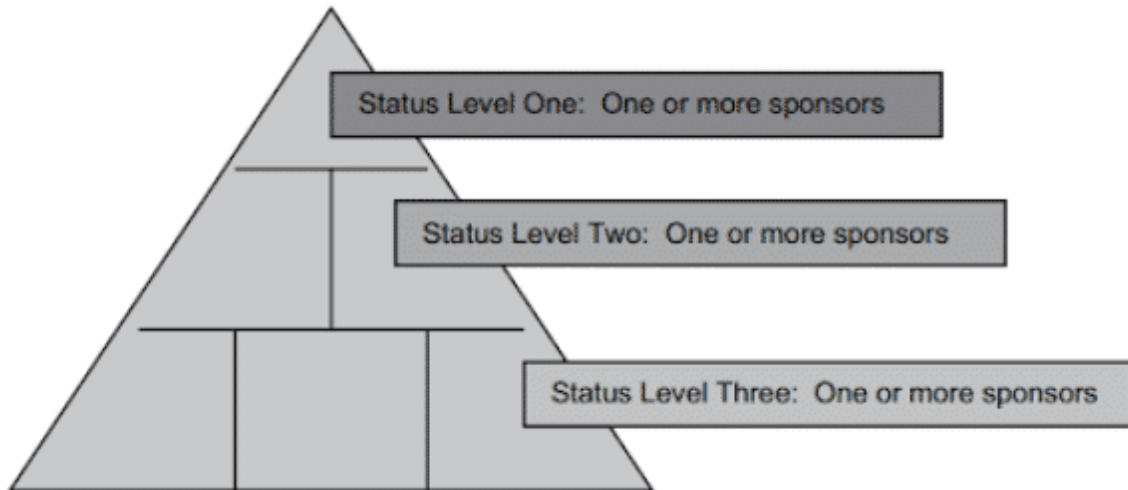 Status Level One: One or more sponsors
Status Level Two: One or more sponsors
Status Level Three: One or more sponsors